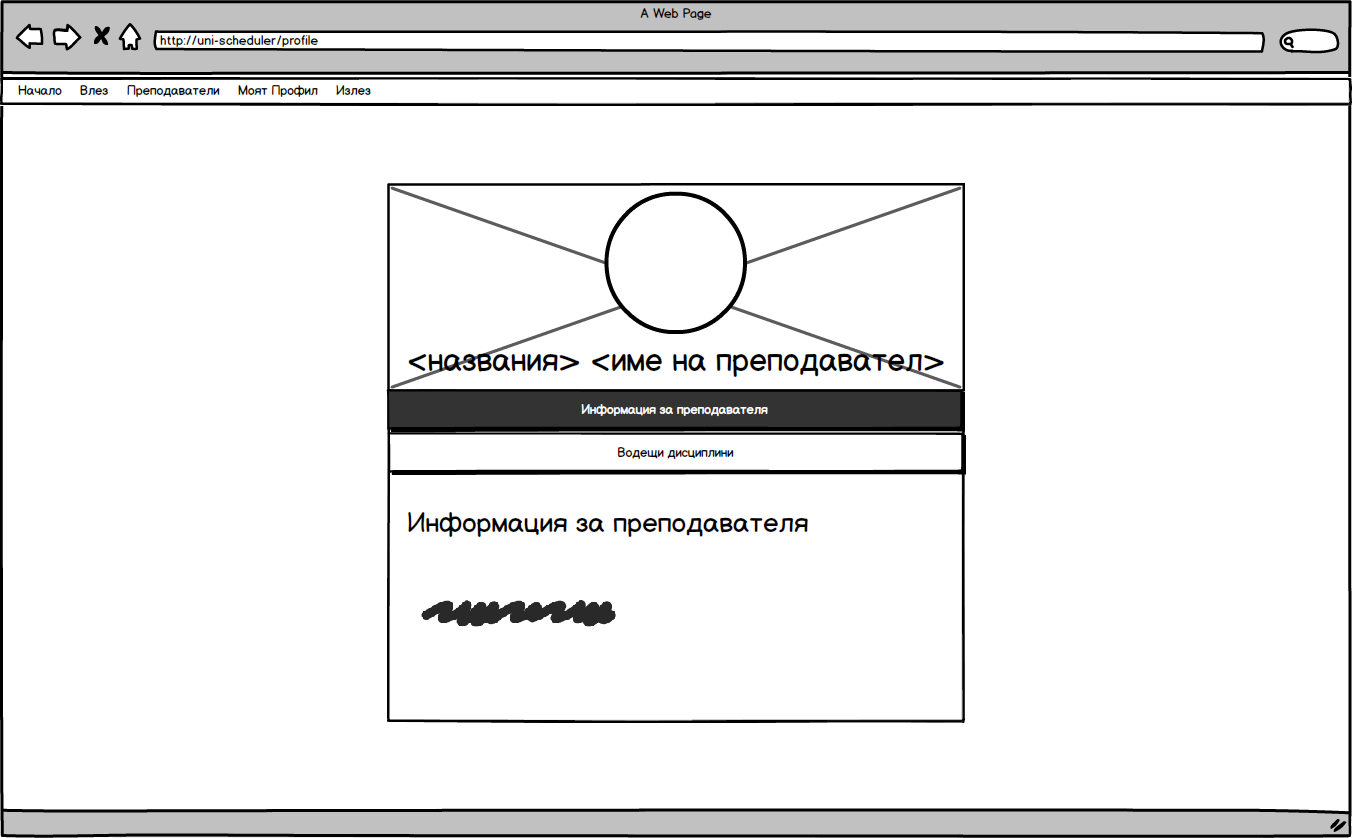 A Web Page
http://uni-scheduler/profile
Начало Влез Преподаватели Моят Профил Излез
<названия> <име на преподавател>
Информация за преподавателя
Водещи дисциплини
Информация за преподавателя